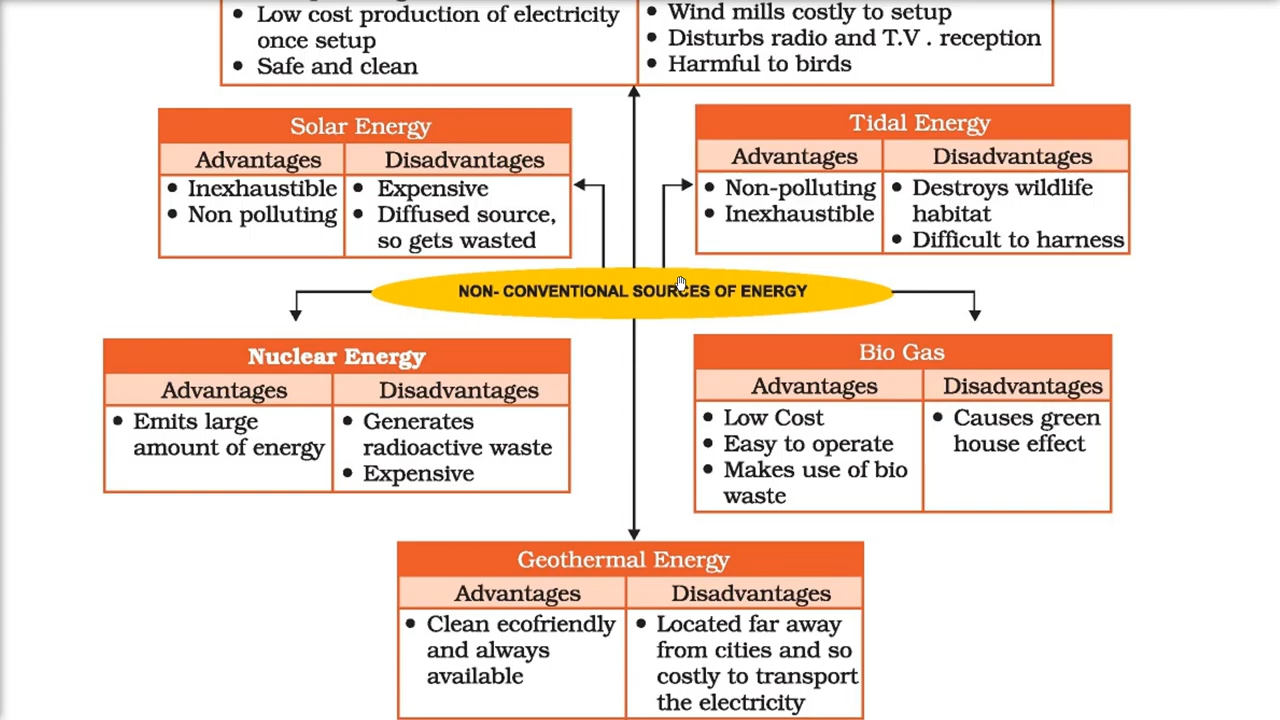 • Low cost production of electricity
once setup
• Safe and clean
• Wind mills costly to setup
• Disturbs radio and T.V . reception
• Harmful to birds
Solar Energy
Advantages
• Inexhaustible
• Non polluting
Disadvantages
• Expensive
• Diffused source,
so gets wasted
Tidal Energy
Advantages
• Non-polluting
• Inexhaustible
Disadvantages
• Destroys wildlife
habitat
• Difficult to harness
NON- CONVENTIONAL SOURCES OF ENERGY
Nuclear Energy
Advantages
• Emits large
amount of energy
Disadvantages
• Generates
radioactive waste
• Expensive
Bio Gas
Advantages
• Low Cost
• Easy to operate
• Makes use of bio
waste
Disadvantages
• Causes green
house effect
Geothermal Energy
Advantages
• Clean ecofriendly
and always
available
Disadvantages
• Located far away
from cities and so
costly to transport
the electricity